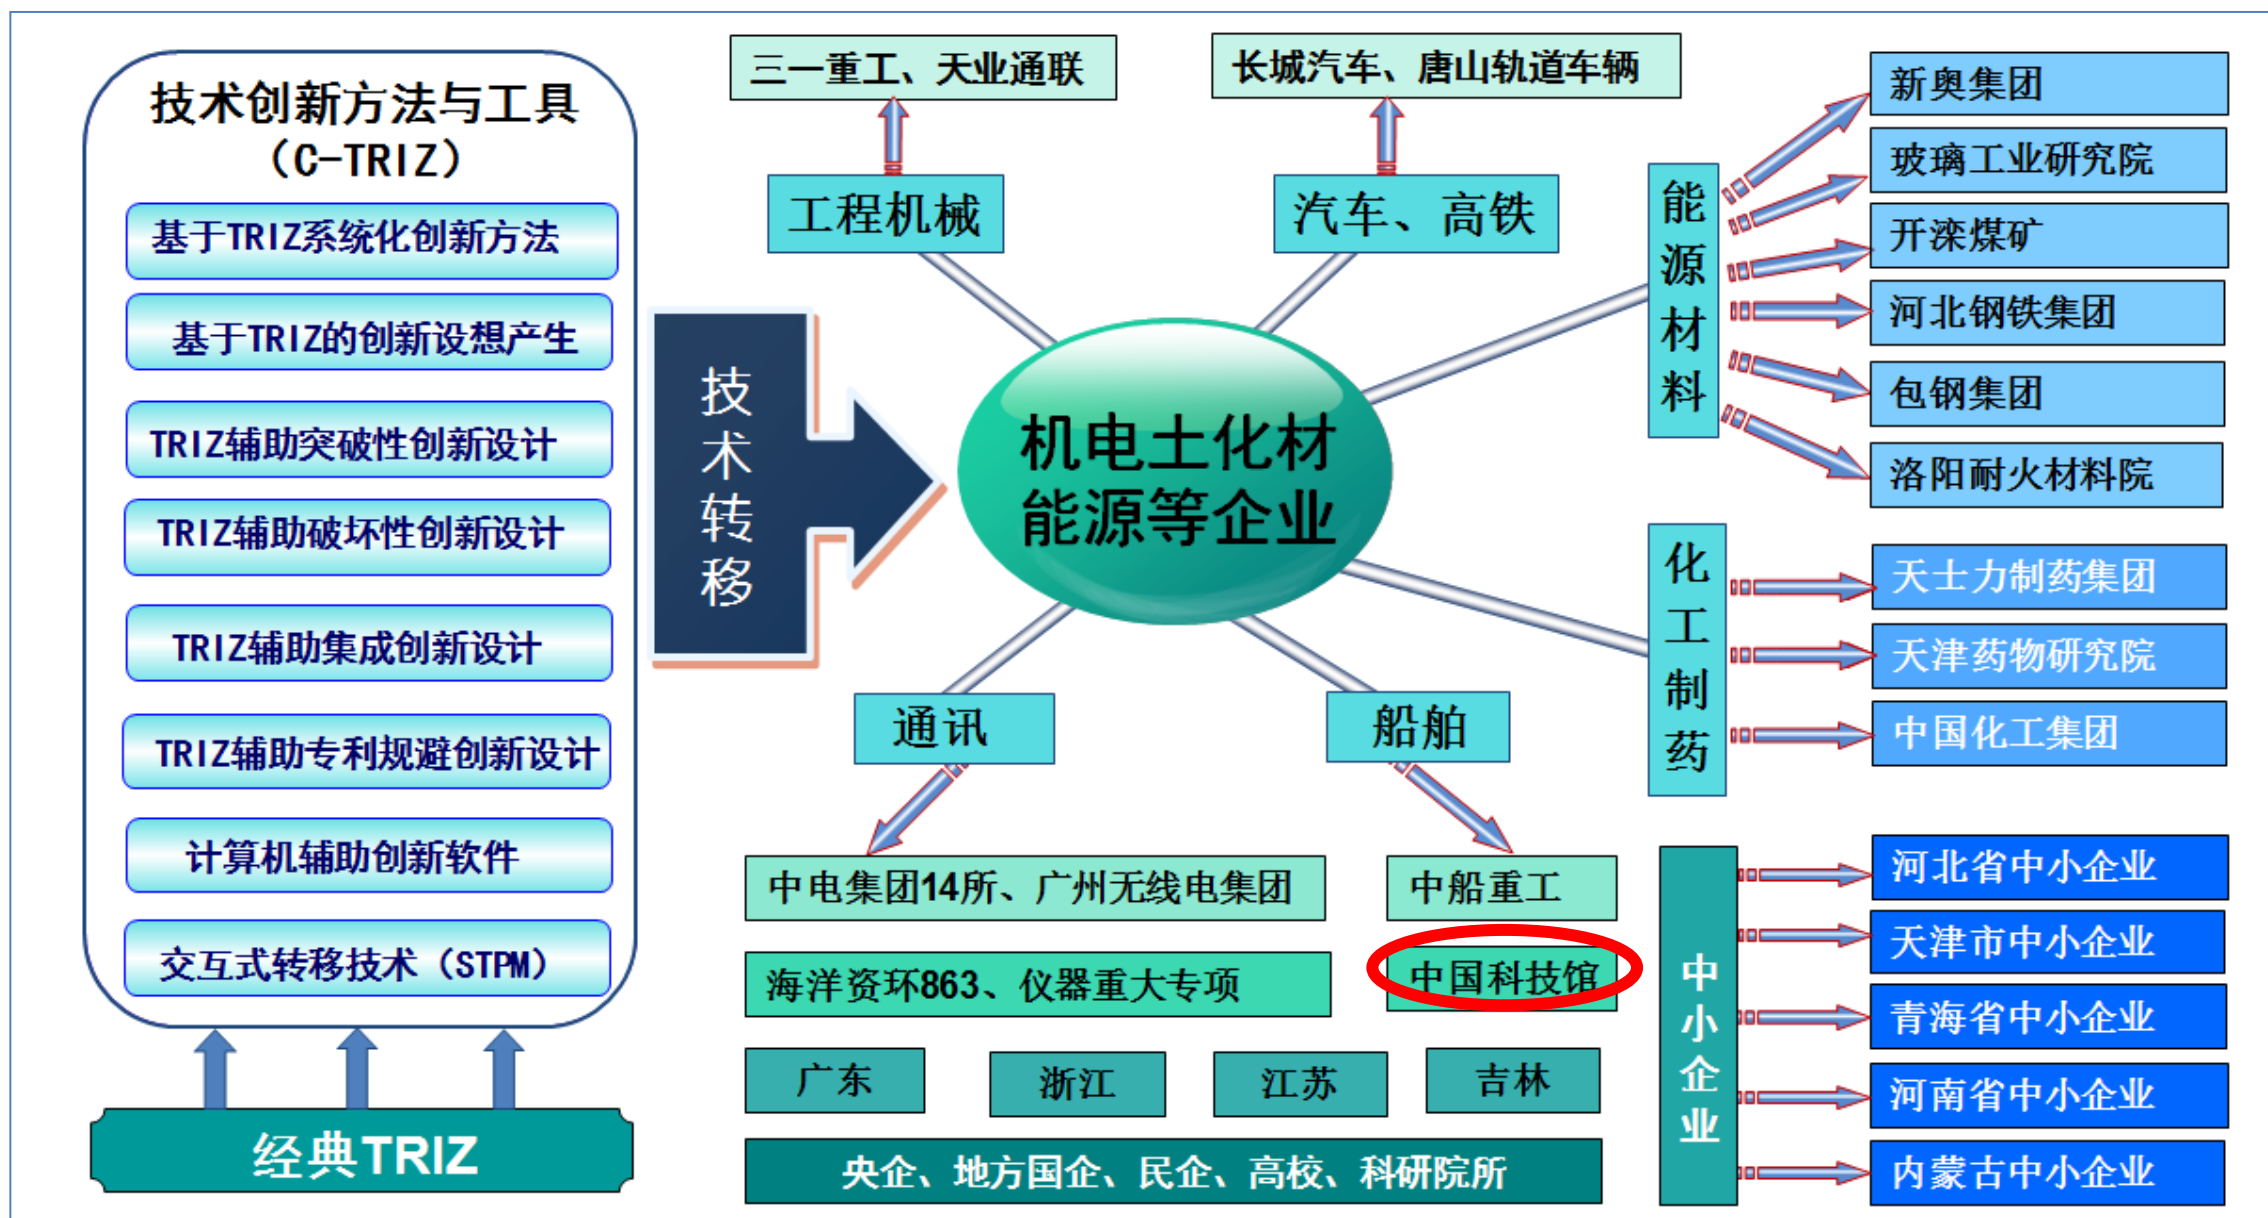 技术创新方法与工具
（C-TRIZ）
基于TRIZ系统化创新方法
基于TRIZ的创新设想产生
TRIZ辅助突破性创新设计
TRIZ辅助破坏性创新设计
TRIZ辅助集成创新设计
TRIZ辅助专利规避创新设计
计算机辅助创新软件
交互式转移技术（STPM）
经典TRIZ
技术转移
三一重工、天业通联
长城汽车、唐山轨道车辆
工程机械
汽车、高铁
机电土化材
能源等企业
通讯
船舶
中电集团14所、广州无线电集团
中船重工
海洋资环863、仪器重大专项
中国科技馆
广东
浙江
江苏
吉林
央企、地方国企、民企、高校、科研院所
能源材料
新奥集团
玻璃工业研究院
开滦煤矿
河北钢铁集团
包钢集团
洛阳耐火材料院
化工制药
天士力制药集团
天津药物研究院
中国化工集团
中小企业
河北省中小企业
天津市中小企业
青海省中小企业
河南省中小企业
内蒙古中小企业